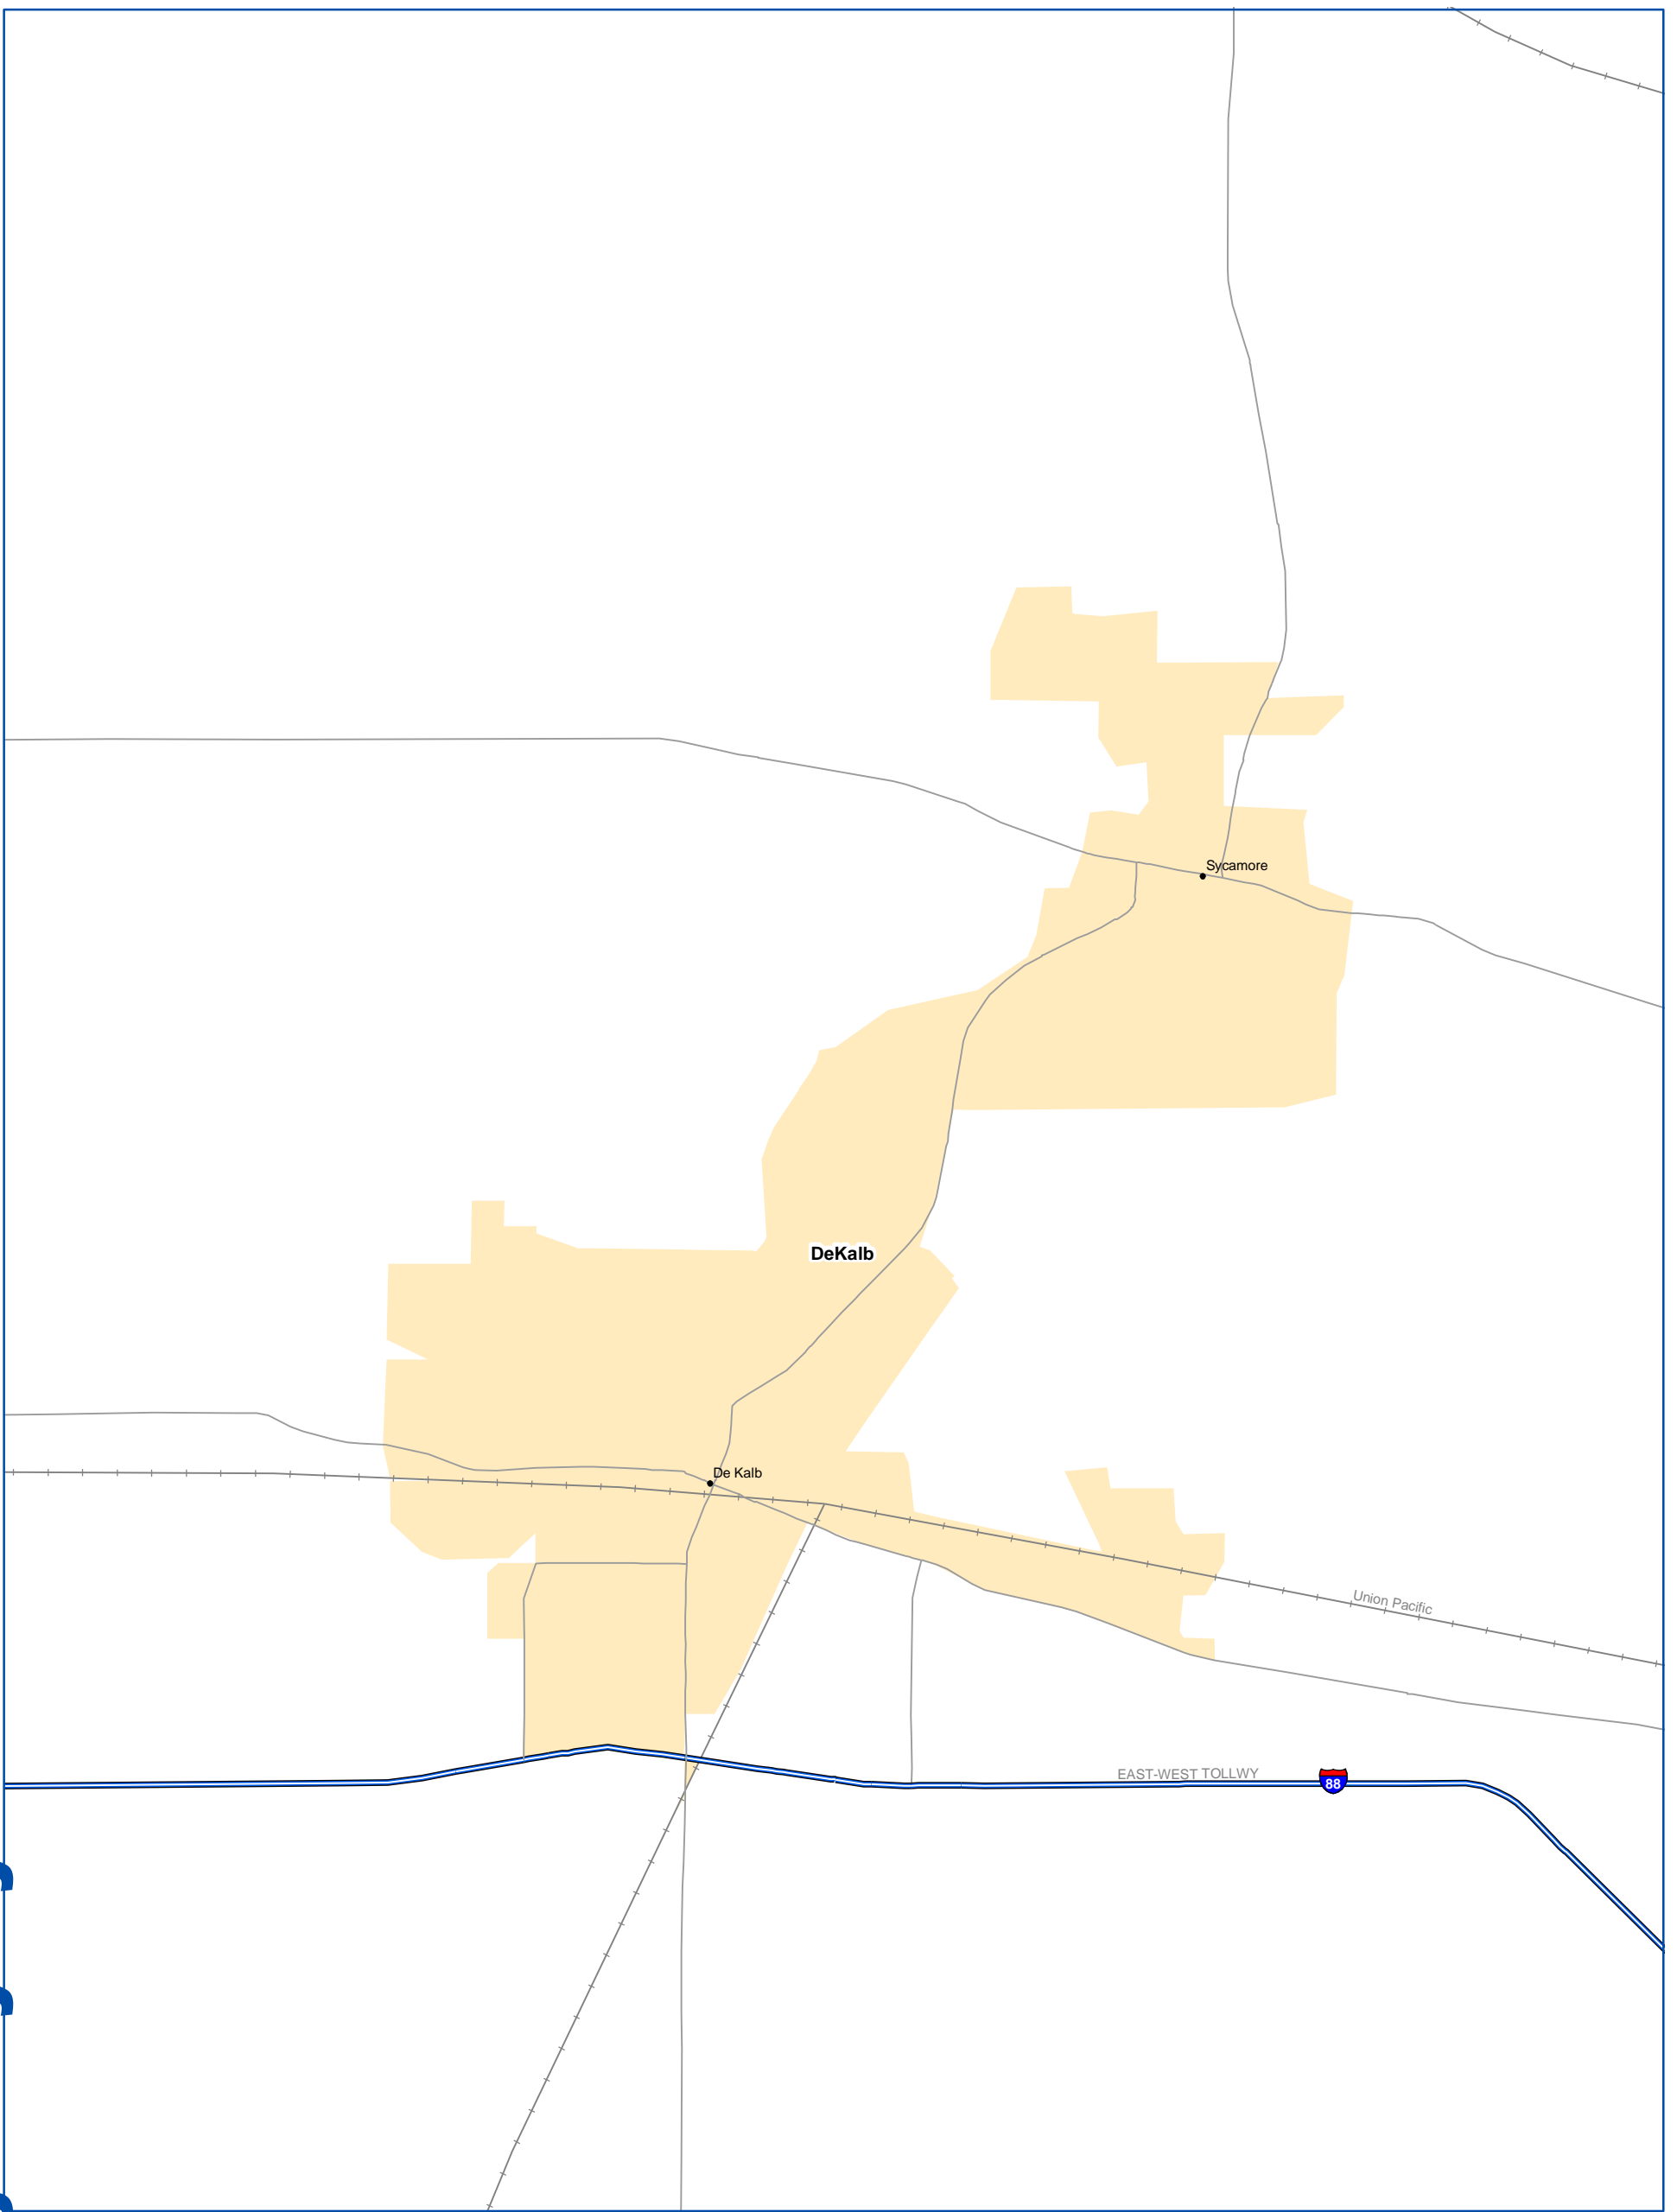 Sycamore
DeKalb
De Kalb
Union Pacific
EAST-WEST TOLLWY
88